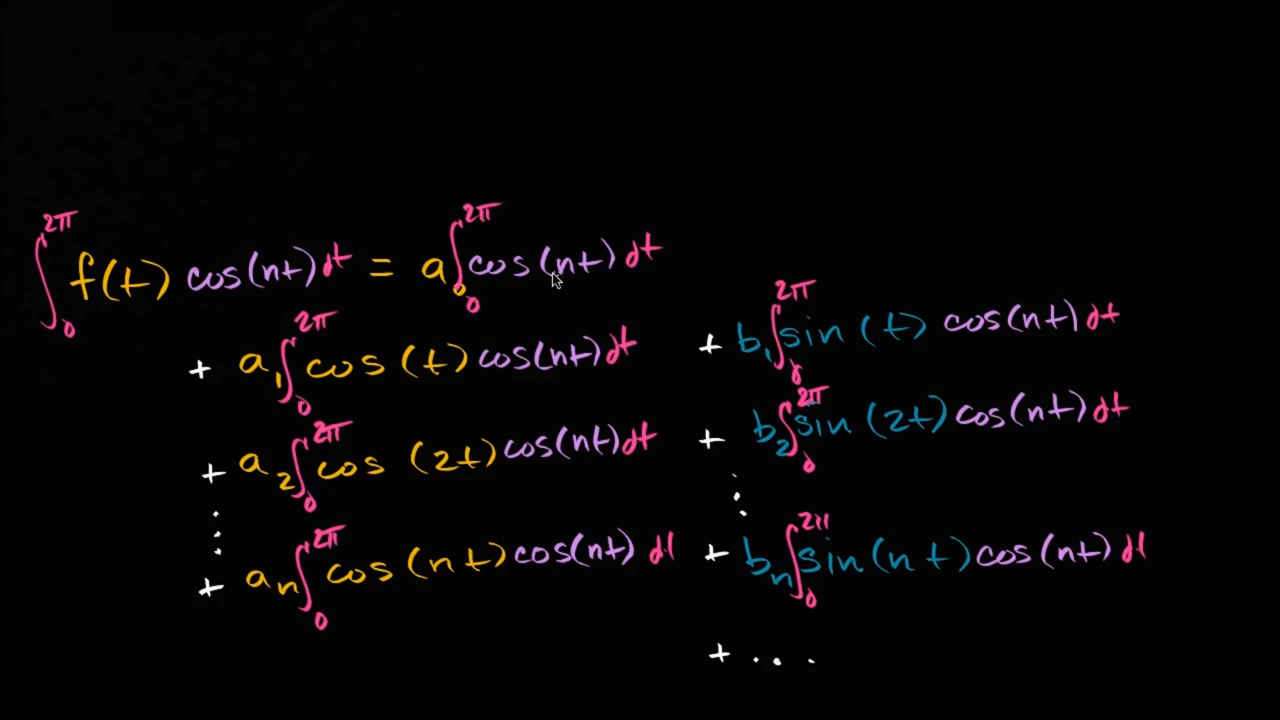 ∫₀^2π f(t) cos(nt) dt = a₀ ∫₀^2π cos(nt) dt
+ a₁ ∫₀^2π cos(t) cos(nt) dt + b₁ ∫₀^2π sin(t) cos(nt) dt
+ a₂ ∫₀^2π cos(2t) cos(nt) dt + b₂ ∫₀^2π sin(2t) cos(nt) dt
⋮ ⋮
+ aₙ ∫₀^2π cos(nt) cos(nt) dt + bₙ ∫₀^2π sin(nt) cos(nt) dt
+ ...